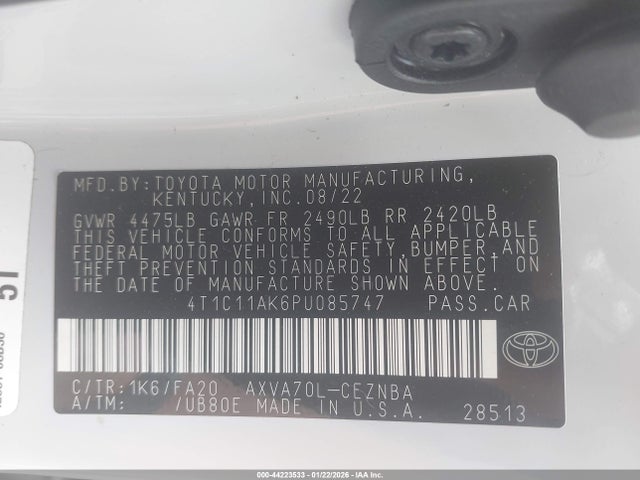 MFD.BY:TOYOTA MOTOR MANUFACTURING,
KENTUCKY,INC.08/22
GVWR 4475LB GAWR FR 2490LB RR 2420LB
THIS VEHICLE CONFORMS TO ALL APPLICABLE
FEDERAL MOTOR VEHICLE SAFETY,BUMPER,AND
THEFT PREVENTION STANDARDS IN EFFECT ON
THE DATE OF MANUFACTURE SHOWN ABOVE.
4T1C11AK6PU085747 PASS.CAR
C/TR:1K6/FA20 AXVA70L-CEZNBA
A/TM: /UB80E MADE IN U.S.A. 28513
000-44223533 - 01/22/2026 - IAA Inc.